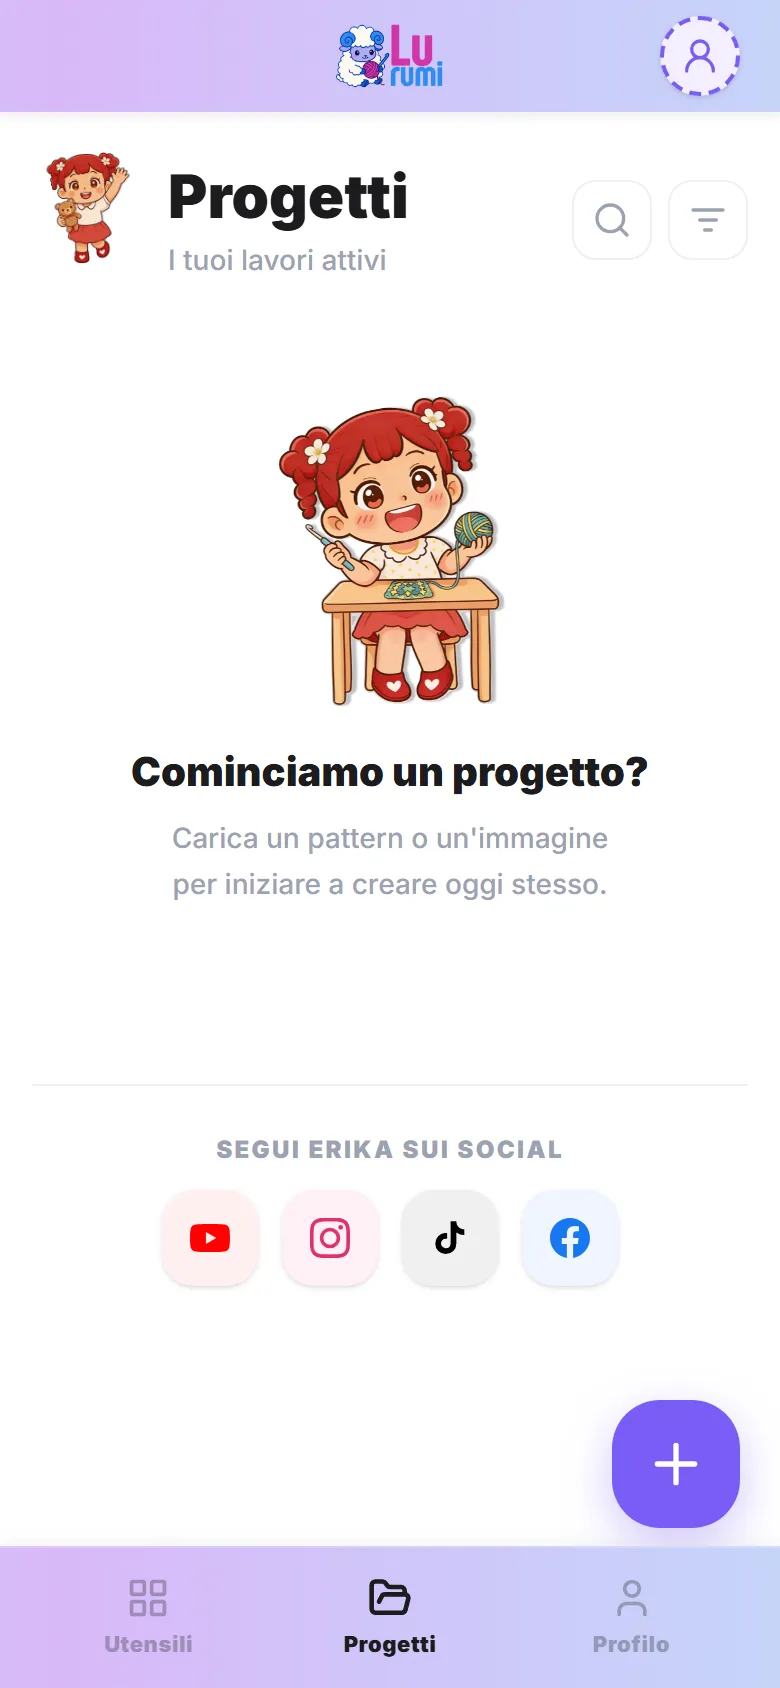 Lu
rumi
Progetti
I tuoi lavori attivi
Cominciamo un progetto?
Carica un pattern o un'immagine
per iniziare a creare oggi stesso.
SEGUI ERIKA SUI SOCIAL
Utensili
Progetti
Profilo